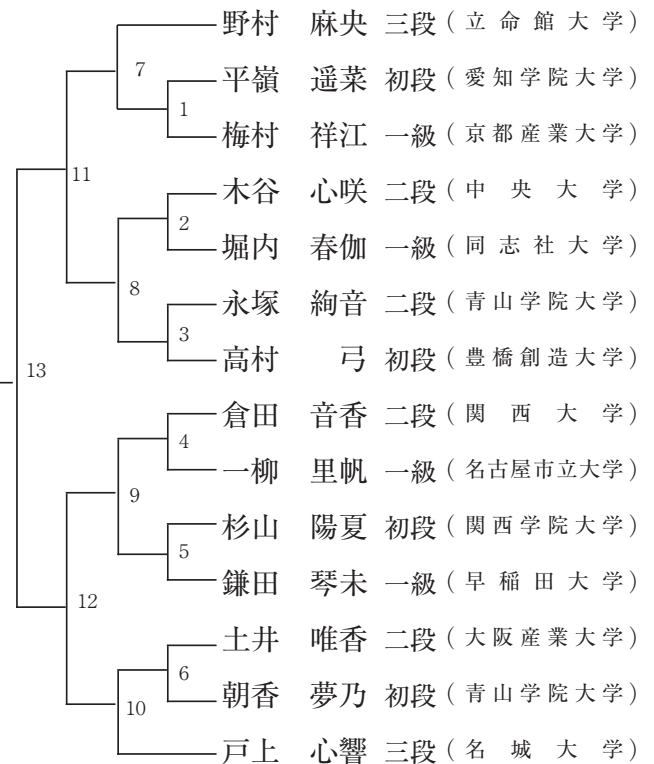 野村 麻央 三段（立命館大学）
7
平嶺 遥菜 初段（愛知学院大学）
1
梅村 祥江 一級（京都産業大学）
11
木谷 心咲 二段（中央大学）
2
堀内 春伽 一級（同志社大学）
8
永塚 絢音 二段（青山学院大学）
3
高村 弓 初段（豊橋創造大学）
13
倉田 音香 二段（関西大学）
4
一柳 里帆 一級（名古屋市立大学）
9
杉山 陽夏 初段（関西学院大学）
5
鎌田 琴未 一級（早稲田大学）
12
土井 唯香 二段（大阪産業大学）
6
朝香 夢乃 初段（青山学院大学）
10
戸上 心響 三段（名城大学）